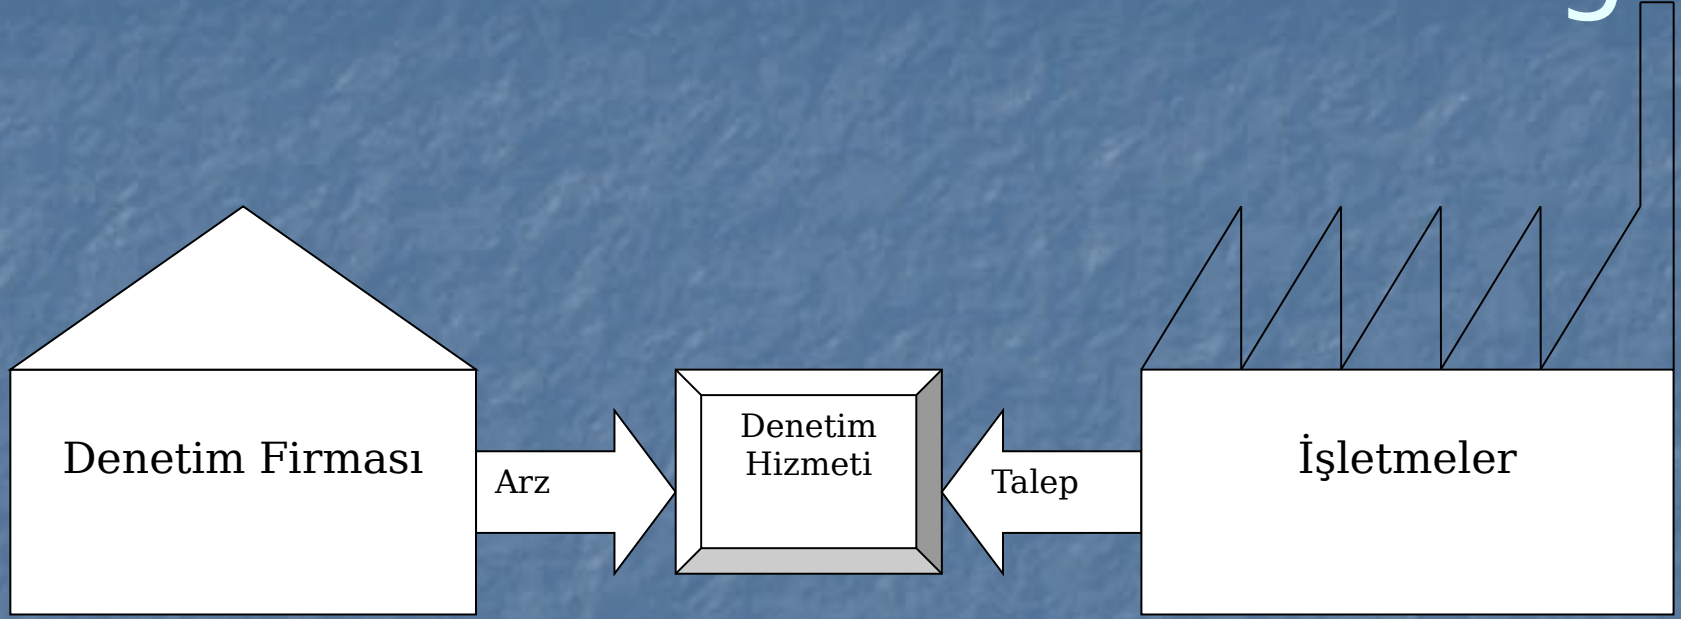 Denetim Firması
Arz
Denetim
Hizmeti
Talep
İşletmeler